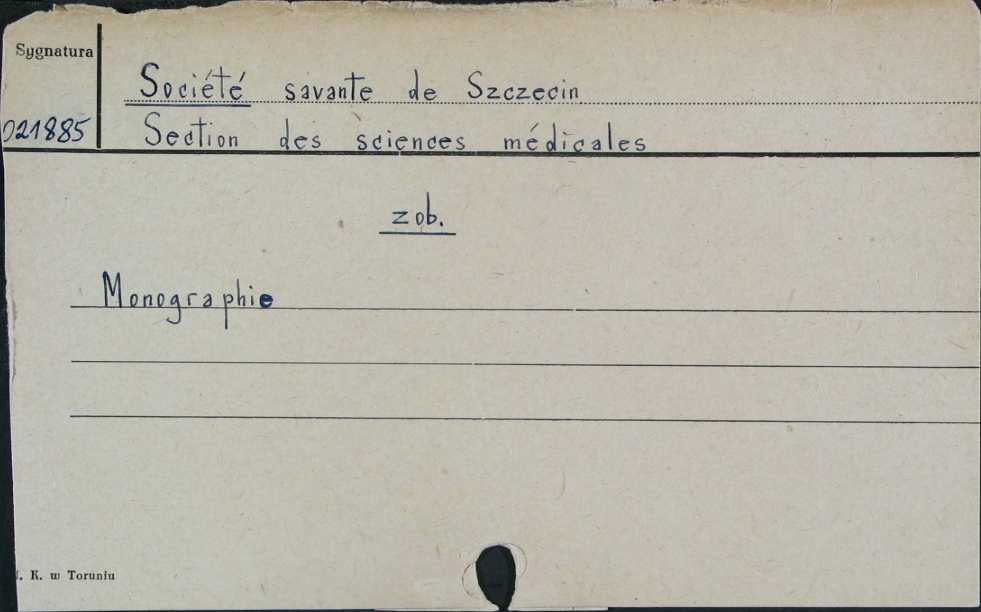 Sygnatura
Société savante de Szczecin
021885
Section des sciences médicales
zob.
Monographie
K. w Toruniu